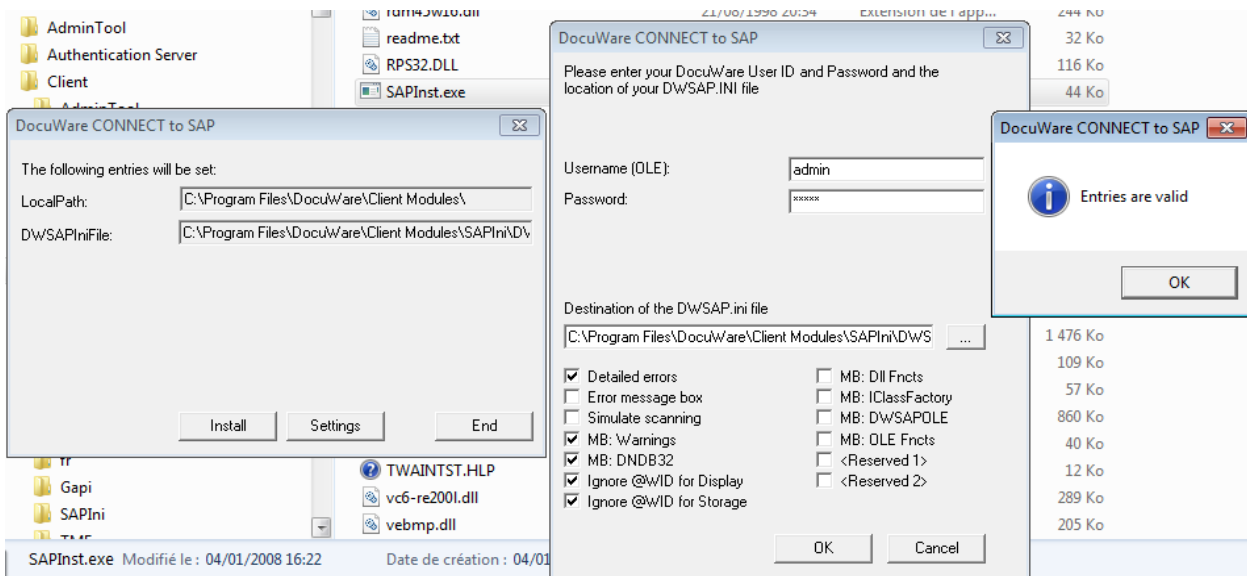 AdminTool
Authentication Server
Client
rdm45w16.dll 21/08/1998 20:54 Extension de l'app... 244 Ko
readme.txt 32 Ko
RPS32.DLL 116 Ko
SAPInst.exe 44 Ko
AdminTool
DocuWare CONNECT to SAP
The following entries will be set:
LocalPath: C:\Program Files\DocuWare\Client Modules\
DWSAPIniFile: C:\Program Files\DocuWare\Client Modules\SAPIni\DV
Install Settings End
DocuWare CONNECT to SAP
Please enter your DocuWare User ID and Password and the
location of your DWSAP.INI file
Username (OLE): admin
Password: xxxxx
Destination of the DWSAP.ini file
C:\Program Files\DocuWare\Client Modules\SAPIni\DWS ...
Detailed errors MB: Dll Fncts
Error message box MB: IClassFactory
Simulate scanning MB: DWSAPOLE
MB: Warnings MB: OLE Fncts
MB: DNDB32 <Reserved 1>
Ignore @WID for Display <Reserved 2>
Ignore @WID for Storage
OK Cancel
DocuWare CONNECT to SAP
Entries are valid
OK
1 476 Ko
109 Ko
57 Ko
860 Ko
40 Ko
fr
Gapi
SAPIni
TWAINTST.HLP 12 Ko
vc6-re200l.dll 289 Ko
vebmp.dll 205 Ko
SAPInst.exe Modifié le : 04/01/2008 16:22 Date de création : 04/01